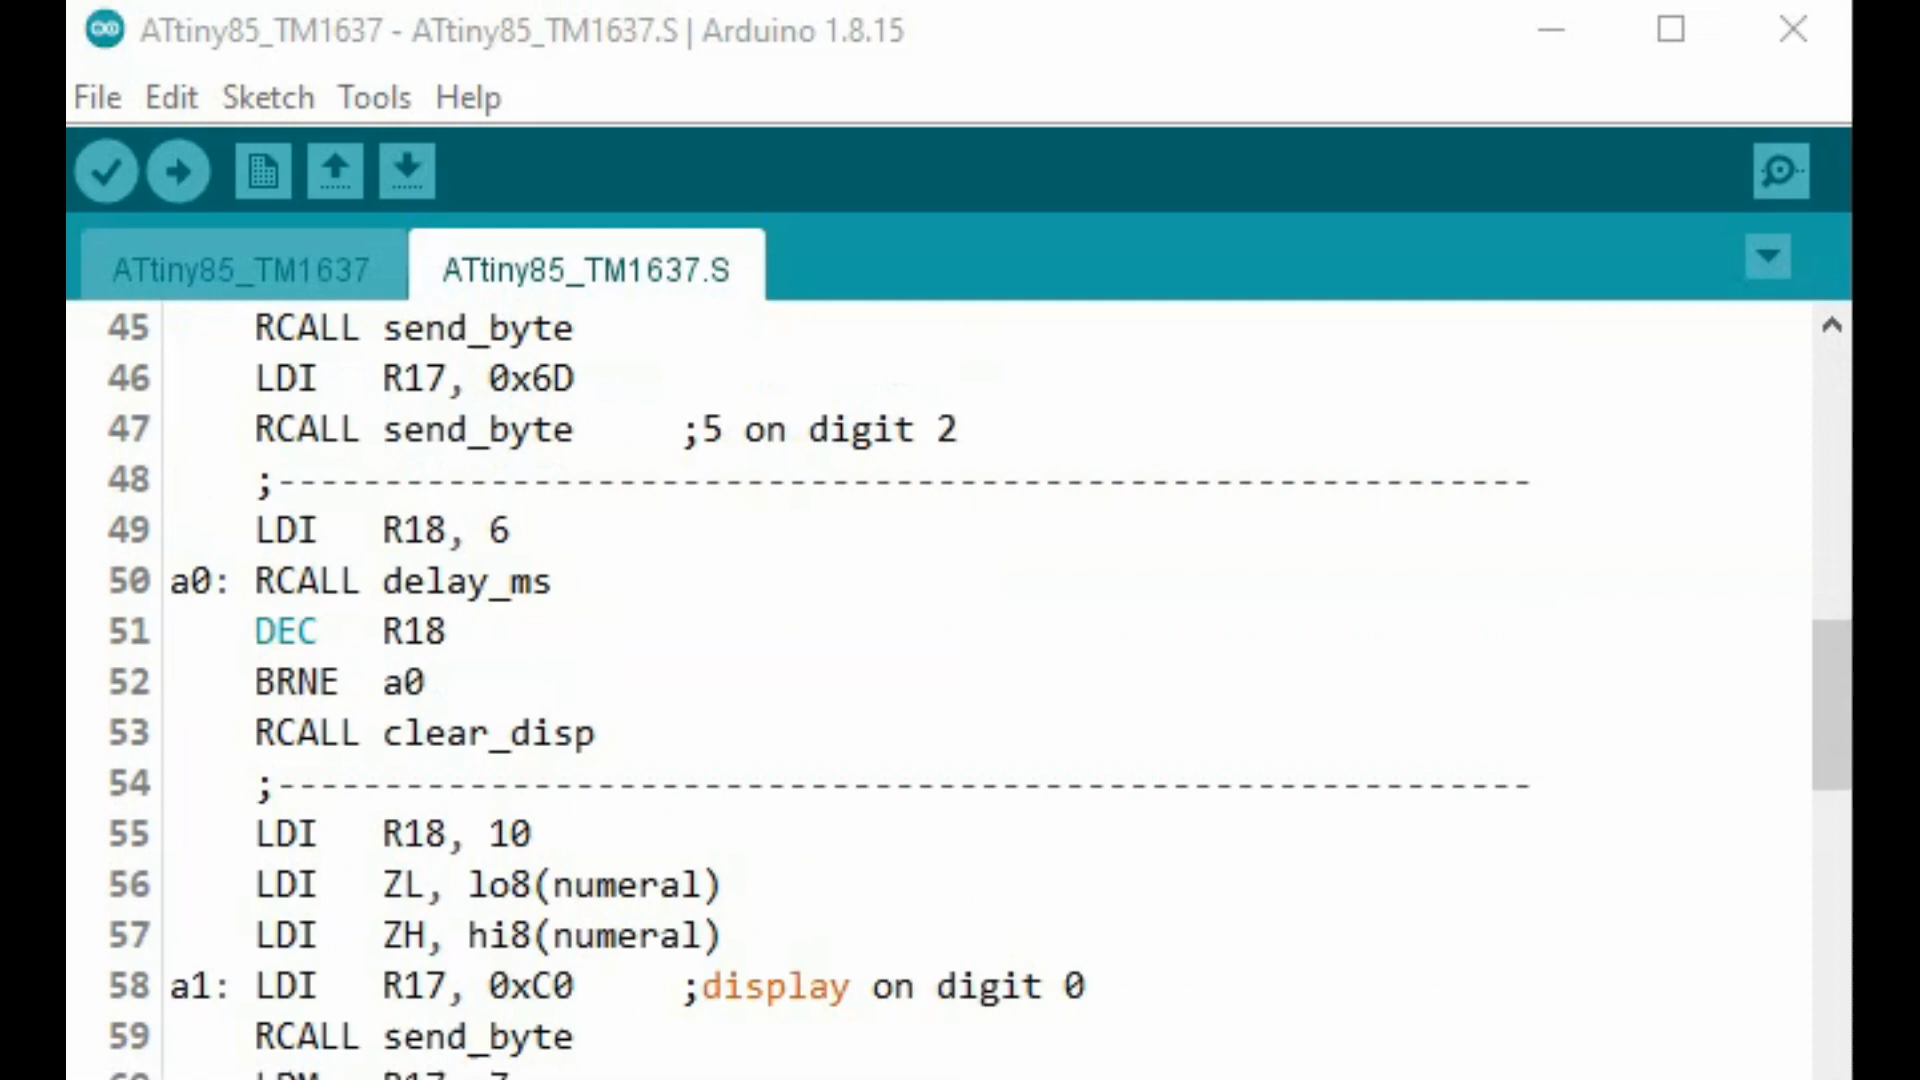 ATtiny85_TM1637 - ATtiny85_TM1637.S | Arduino 1.8.15
File Edit Sketch Tools Help
ATtiny85_TM1637 ATtiny85_TM1637.S
45 RCALL send_byte
46 LDI R17, 0x6D
47 RCALL send_byte ;5 on digit 2
48 ;-----------------------------------------------------------
49 LDI R18, 6
50 a0: RCALL delay_ms
51 DEC R18
52 BRNE a0
53 RCALL clear_disp
54 ;-----------------------------------------------------------
55 LDI R18, 10
56 LDI ZL, lo8(numeral)
57 LDI ZH, hi8(numeral)
58 a1: LDI R17, 0xC0 ;display on digit 0
59 RCALL send_byte